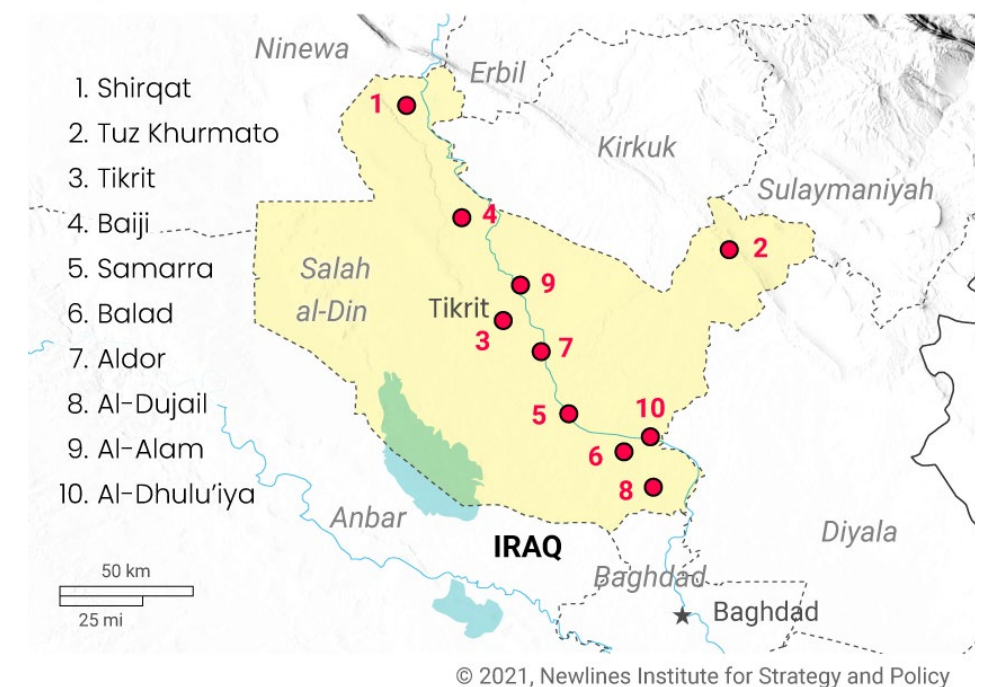 Ninewa
Erbil
1. Shirqat
2. Tuz Khurmato
3. Tikrit
4. Baiji
5. Samarra
6. Balad
7. Aldor
8. Al-Dujail
9. Al-Alam
10. Al-Dhulu’iya
Kirkuk
Sulaymaniyah
1
4
2
Salah
al-Din
9
Tikrit
3
7
5
10
6
8
Anbar
IRAQ
Diyala
Baghdad
Baghdad
50 km
25 mi
© 2021, Newlines Institute for Strategy and Policy